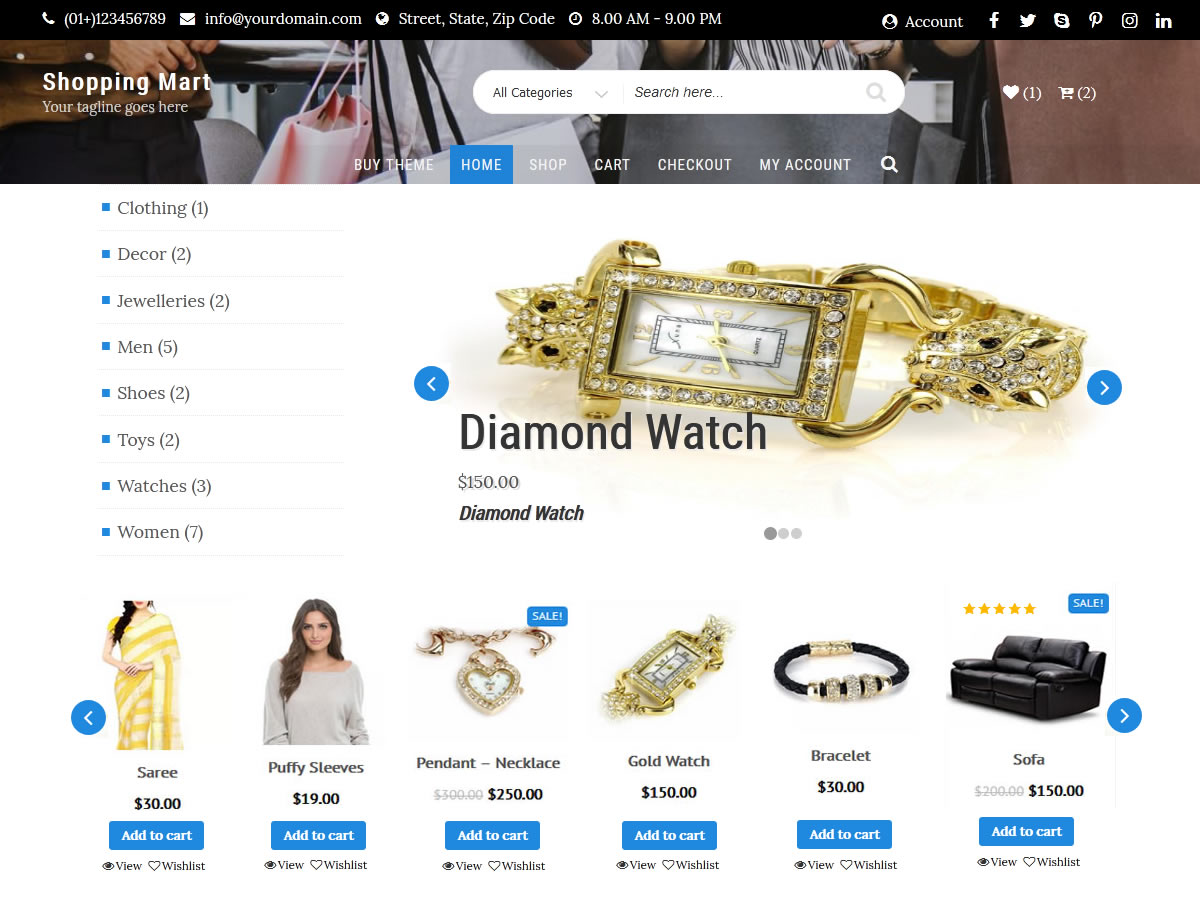 (01+)123456789 info@yourdomain.com Street, State, Zip Code 8.00 AM - 9.00 PM Account
Shopping Mart
Your tagline goes here
All Categories Search here...
(1) (2)
BUY THEME HOME SHOP CART CHECKOUT MY ACCOUNT
Clothing (1)
Decor (2)
Jewelleries (2)
Men (5)
Shoes (2)
Toys (2)
Watches (3)
Women (7)
Diamond Watch
$150.00
Diamond Watch
Saree
$30.00
Add to cart
View Wishlist
Puffy Sleeves
$19.00
Add to cart
View Wishlist
SALE!
Pendant – Necklace
$300.00 $250.00
Add to cart
View Wishlist
Gold Watch
$150.00
Add to cart
View Wishlist
Bracelet
$30.00
Add to cart
View Wishlist
SALE!
Sofa
$200.00 $150.00
Add to cart
View Wishlist